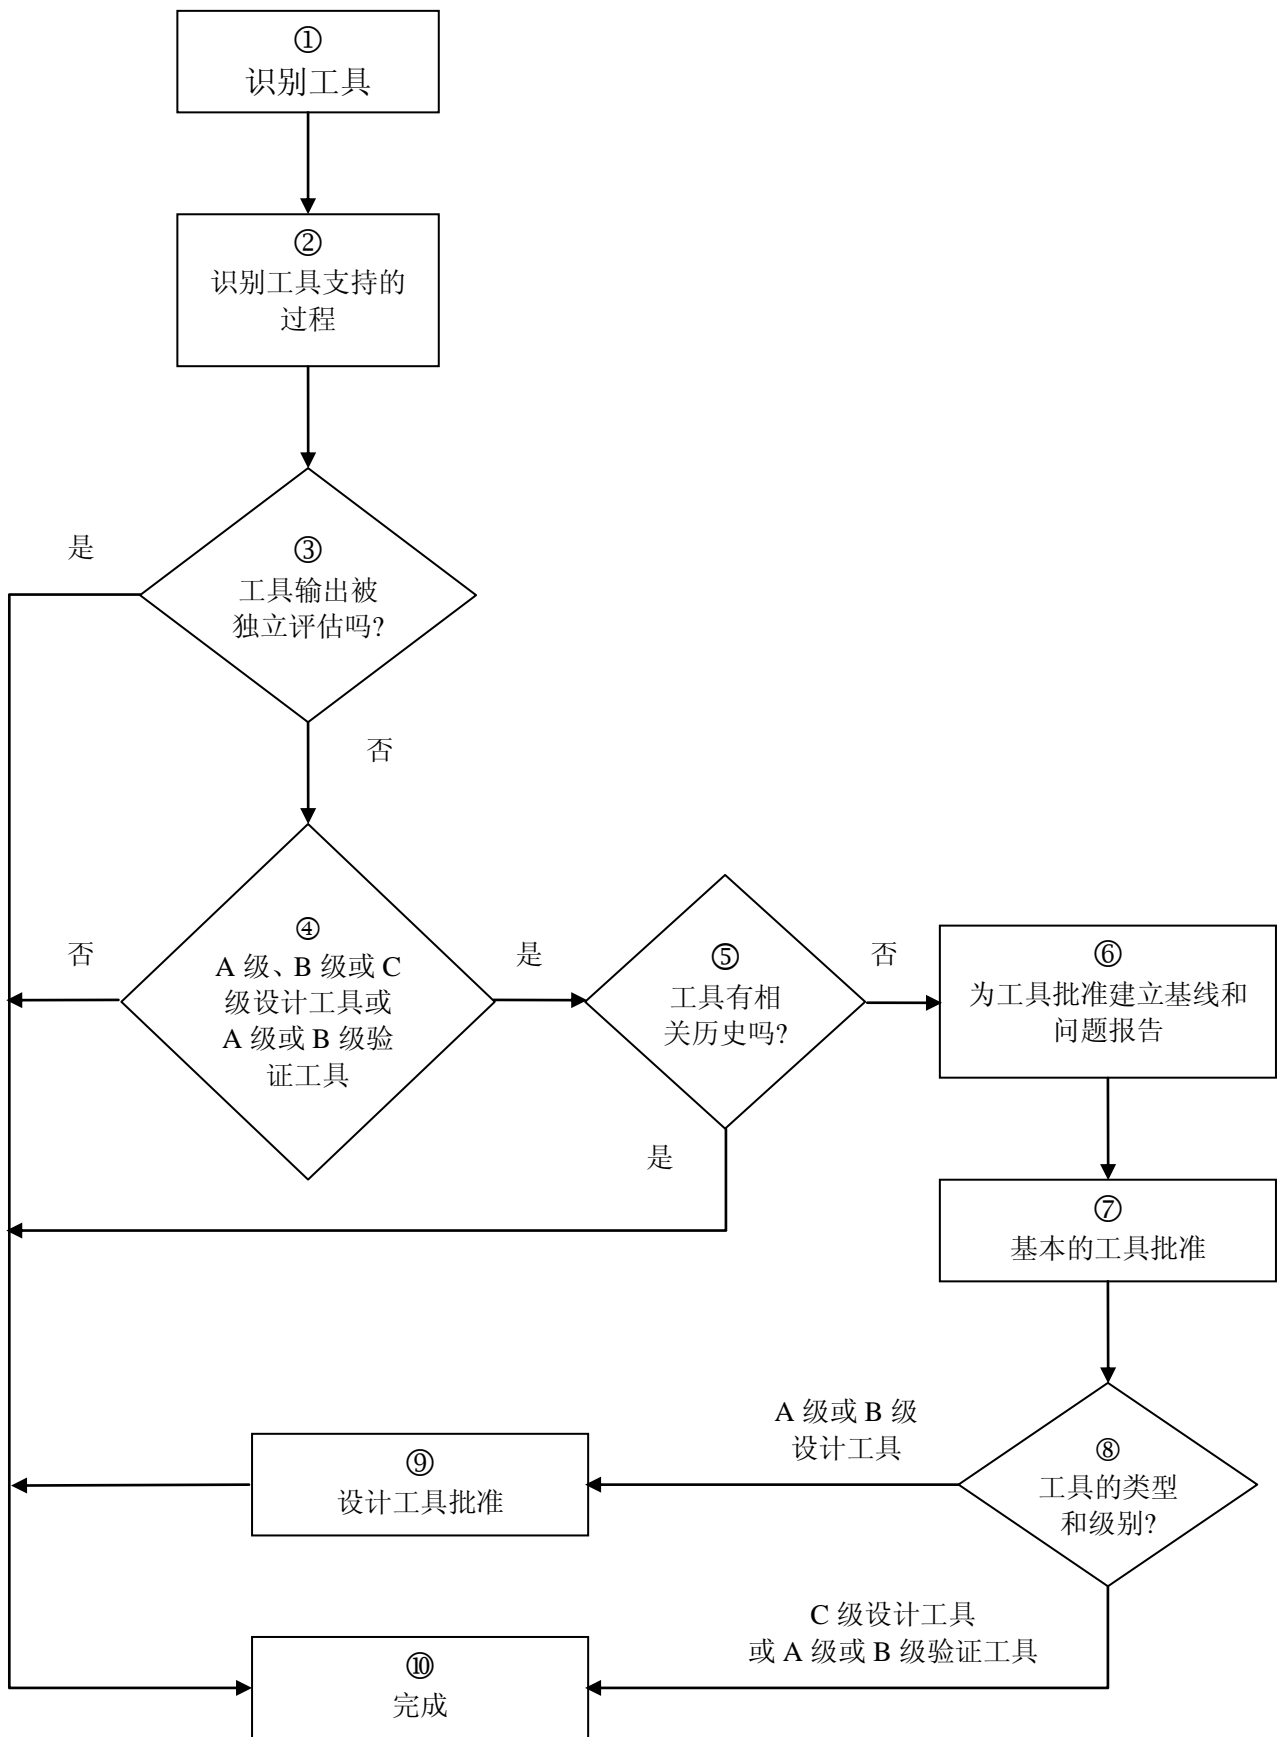 ①
识别工具
②
识别工具支持的
过程
是
③
工具输出被
独立评估吗?
否
否
④
A 级、B 级或 C
级设计工具或
A 级或 B 级验
证工具
是
⑤
工具有相
关历史吗?
否
⑥
为工具批准建立基线和
问题报告
是
⑦
基本的工具批准
A 级或 B 级
设计工具
⑧
工具的类型
和级别?
⑨
设计工具批准
C 级设计工具
或 A 级或 B 级验证工具
⑩
完成